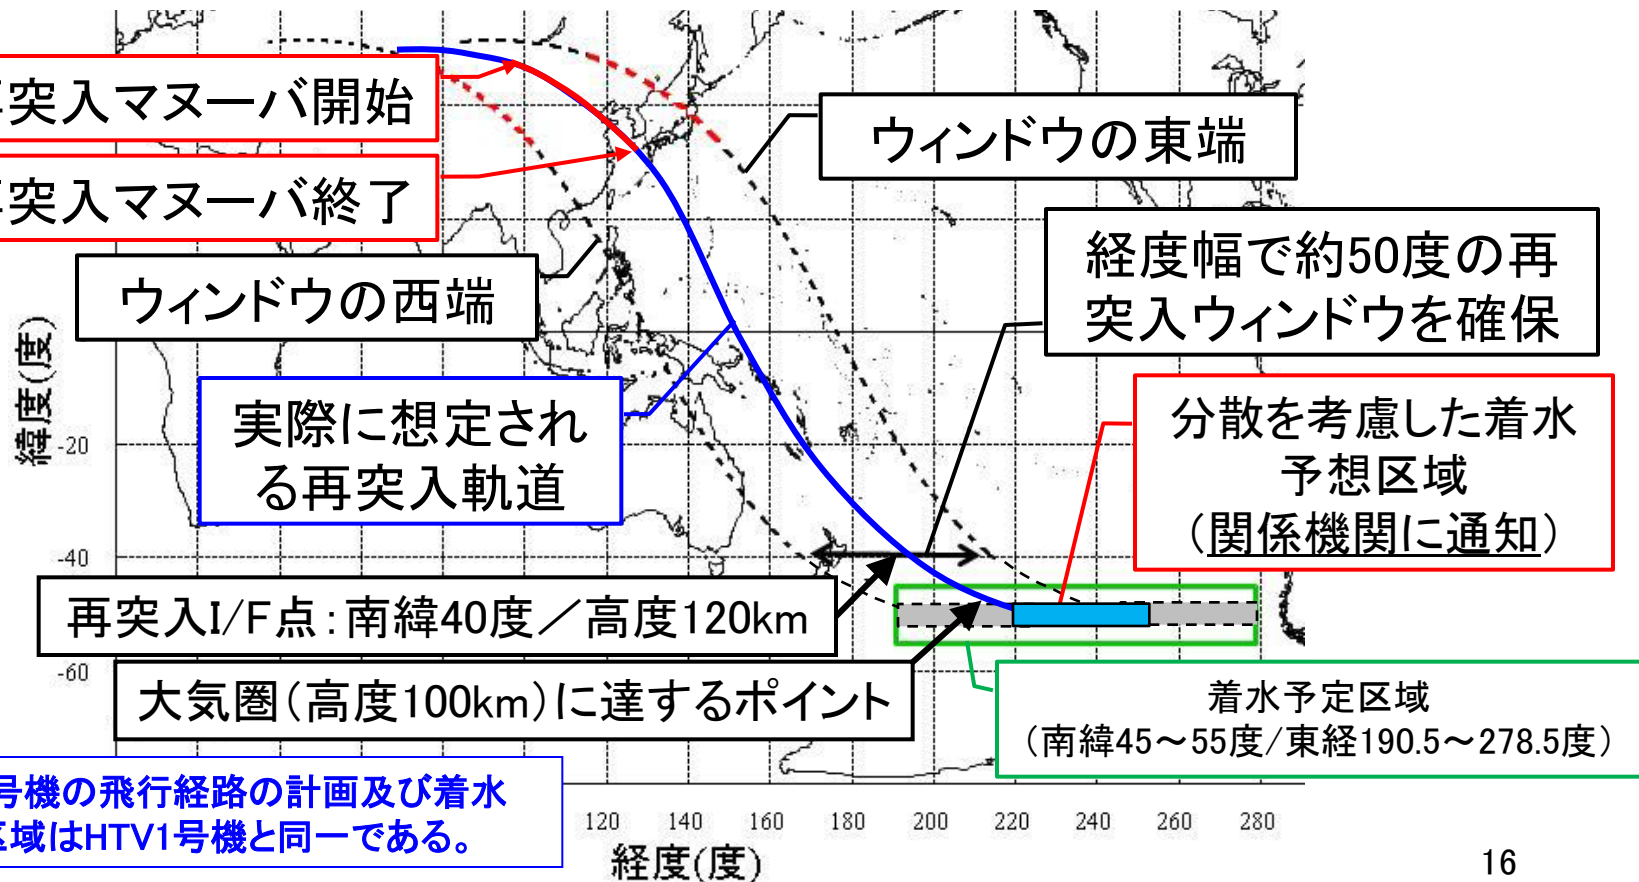 突入マヌーバ開始
突入マヌーバ終了
ウィンドウの東端
ウィンドウの西端
経度幅で約50度の再
突入ウィンドウを確保
実際に想定され
る再突入軌道
分散を考慮した着水
予想区域
（関係機関に通知）
再突入I/F点：南緯40度／高度120km
大気圏（高度100km）に達するポイント
着水予定区域
（南緯45～55度/東経190.5～278.5度）
号機の飛行経路の計画及び着水
区域はHTV1号機と同一である。
緯度(度)
-20
-40
-60
120 140 160 180 200 220 240 260 280
経度(度)
16